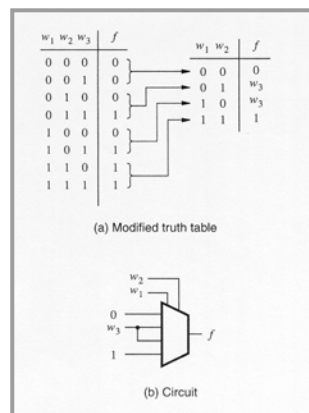 w1 w2 w3 f
0 0 0 0
0 0 1 0
0 1 0 0
0 1 1 1
1 0 0 0
1 0 1 1
1 1 0 1
1 1 1 1
w1 w2 f
0 0 0
0 1 w3
1 0 w3
1 1 1
(a) Modified truth table
w2
w1
0
w3
1
f
(b) Circuit